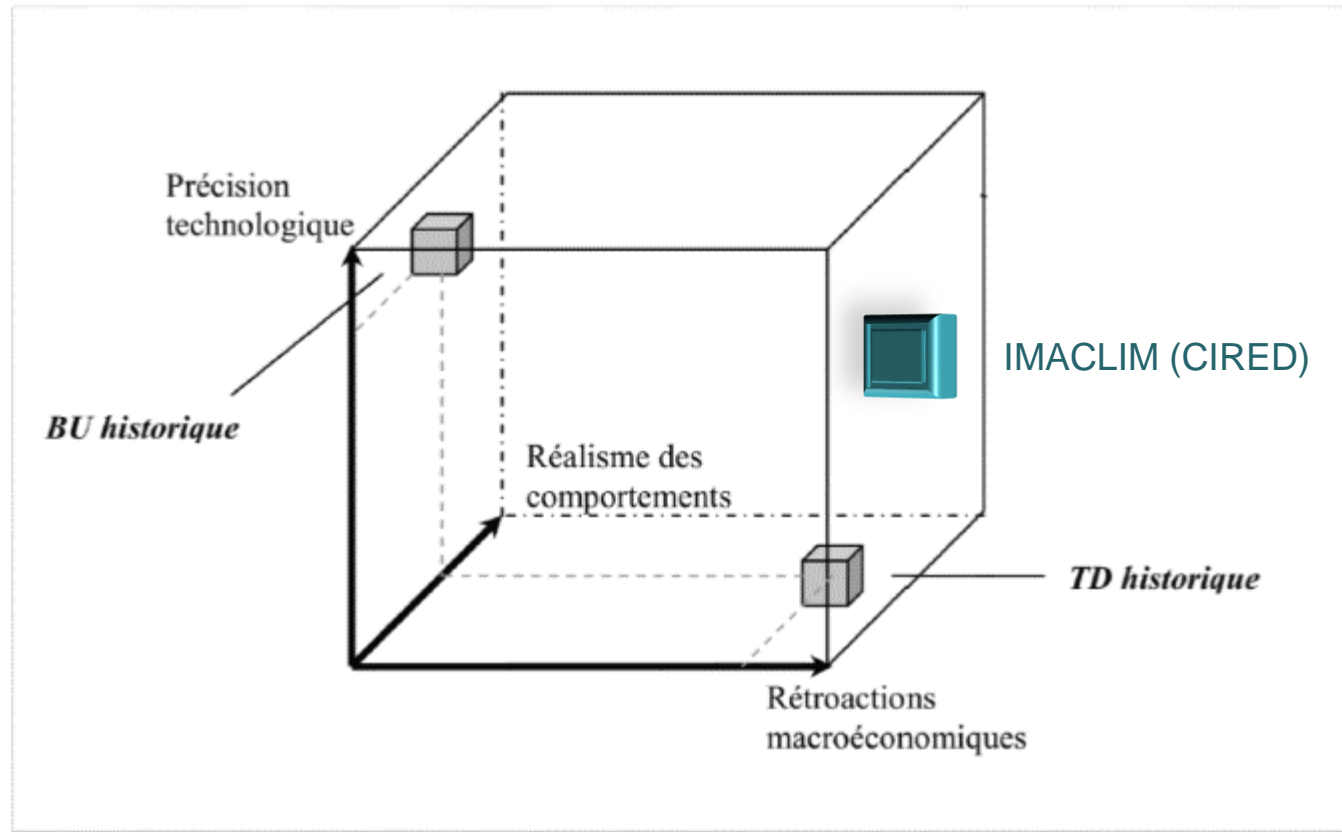 Précision
technologique
IMACLIM (CIRED)
BU historique
Réalisme des
comportements
TD historique
Rétroactions
macroéconomiques